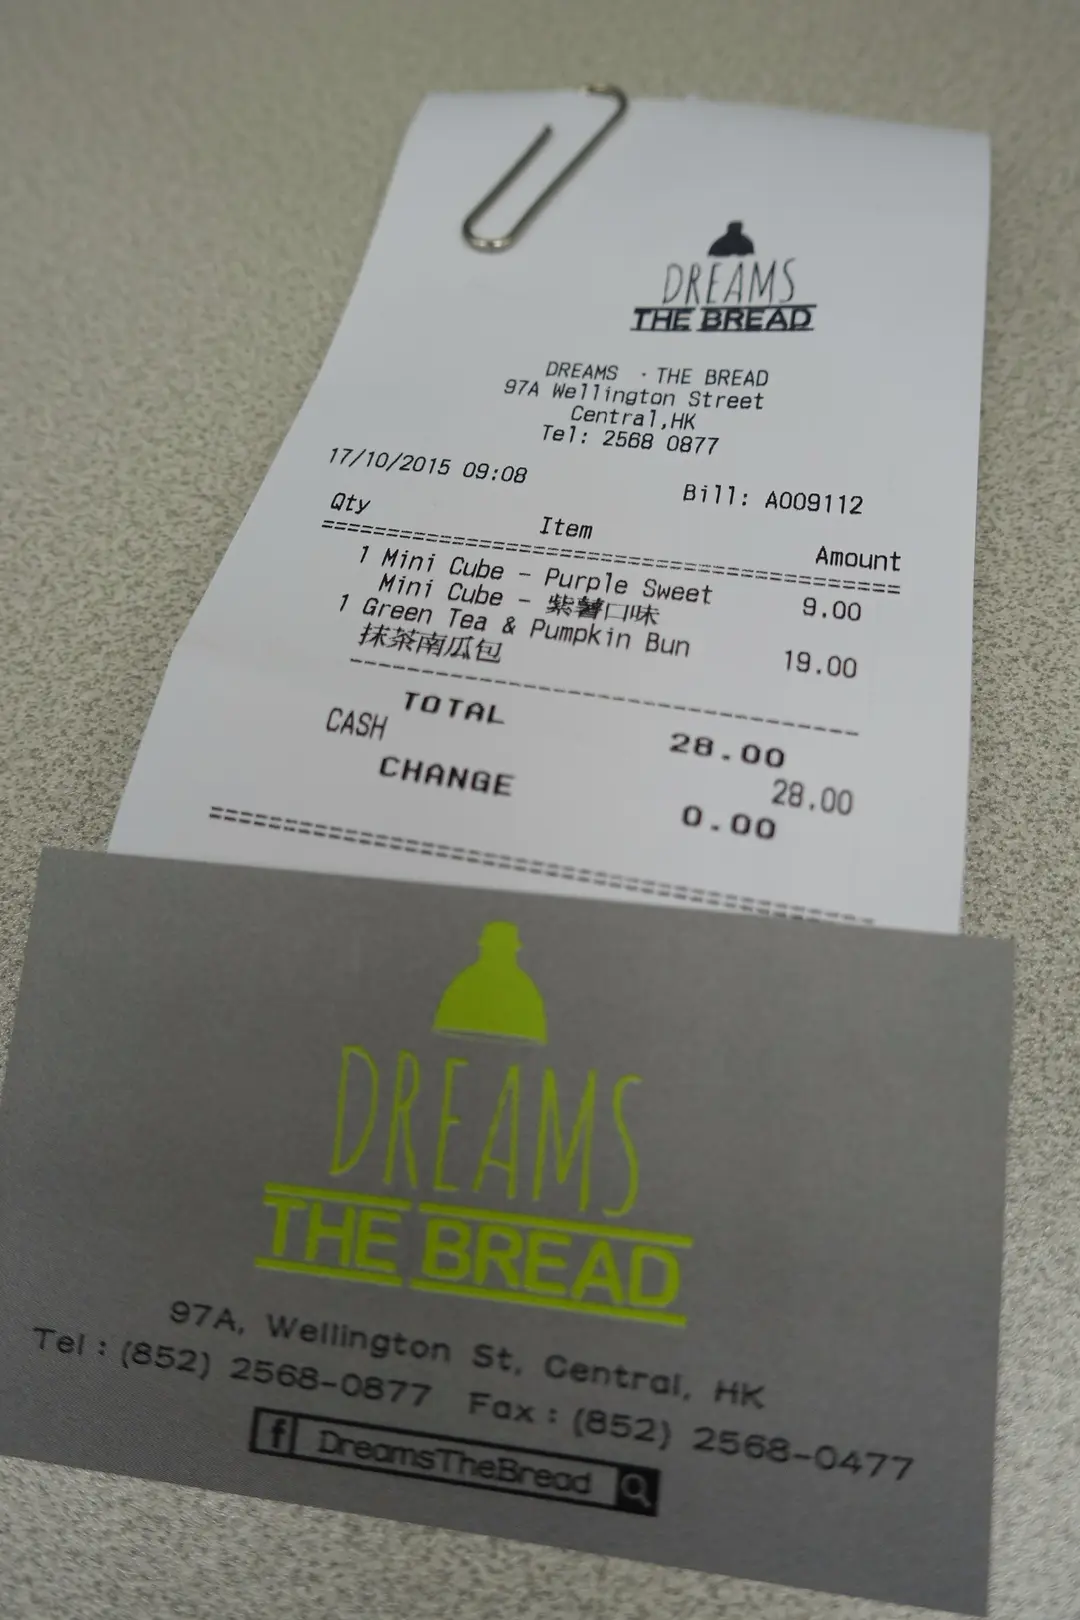 DREAMS
THE BREAD
DREAMS · THE BREAD
97A Wellington Street
Central,HK
Tel: 2568 0877
17/10/2015 09:08 Bill: A009112
Qty Item Amount
1 Mini Cube - Purple Sweet 9.00
Mini Cube - 紫薯口味
1 Green Tea & Pumpkin Bun 19.00
抹茶南瓜包
TOTAL 28.00
CASH 28.00
CHANGE 0.00
DREAMS
THE BREAD
97A, Wellington St, Central, HK
Tel : (852) 2568-0877 Fax : (852) 2568-0477
f DreamsTheBread